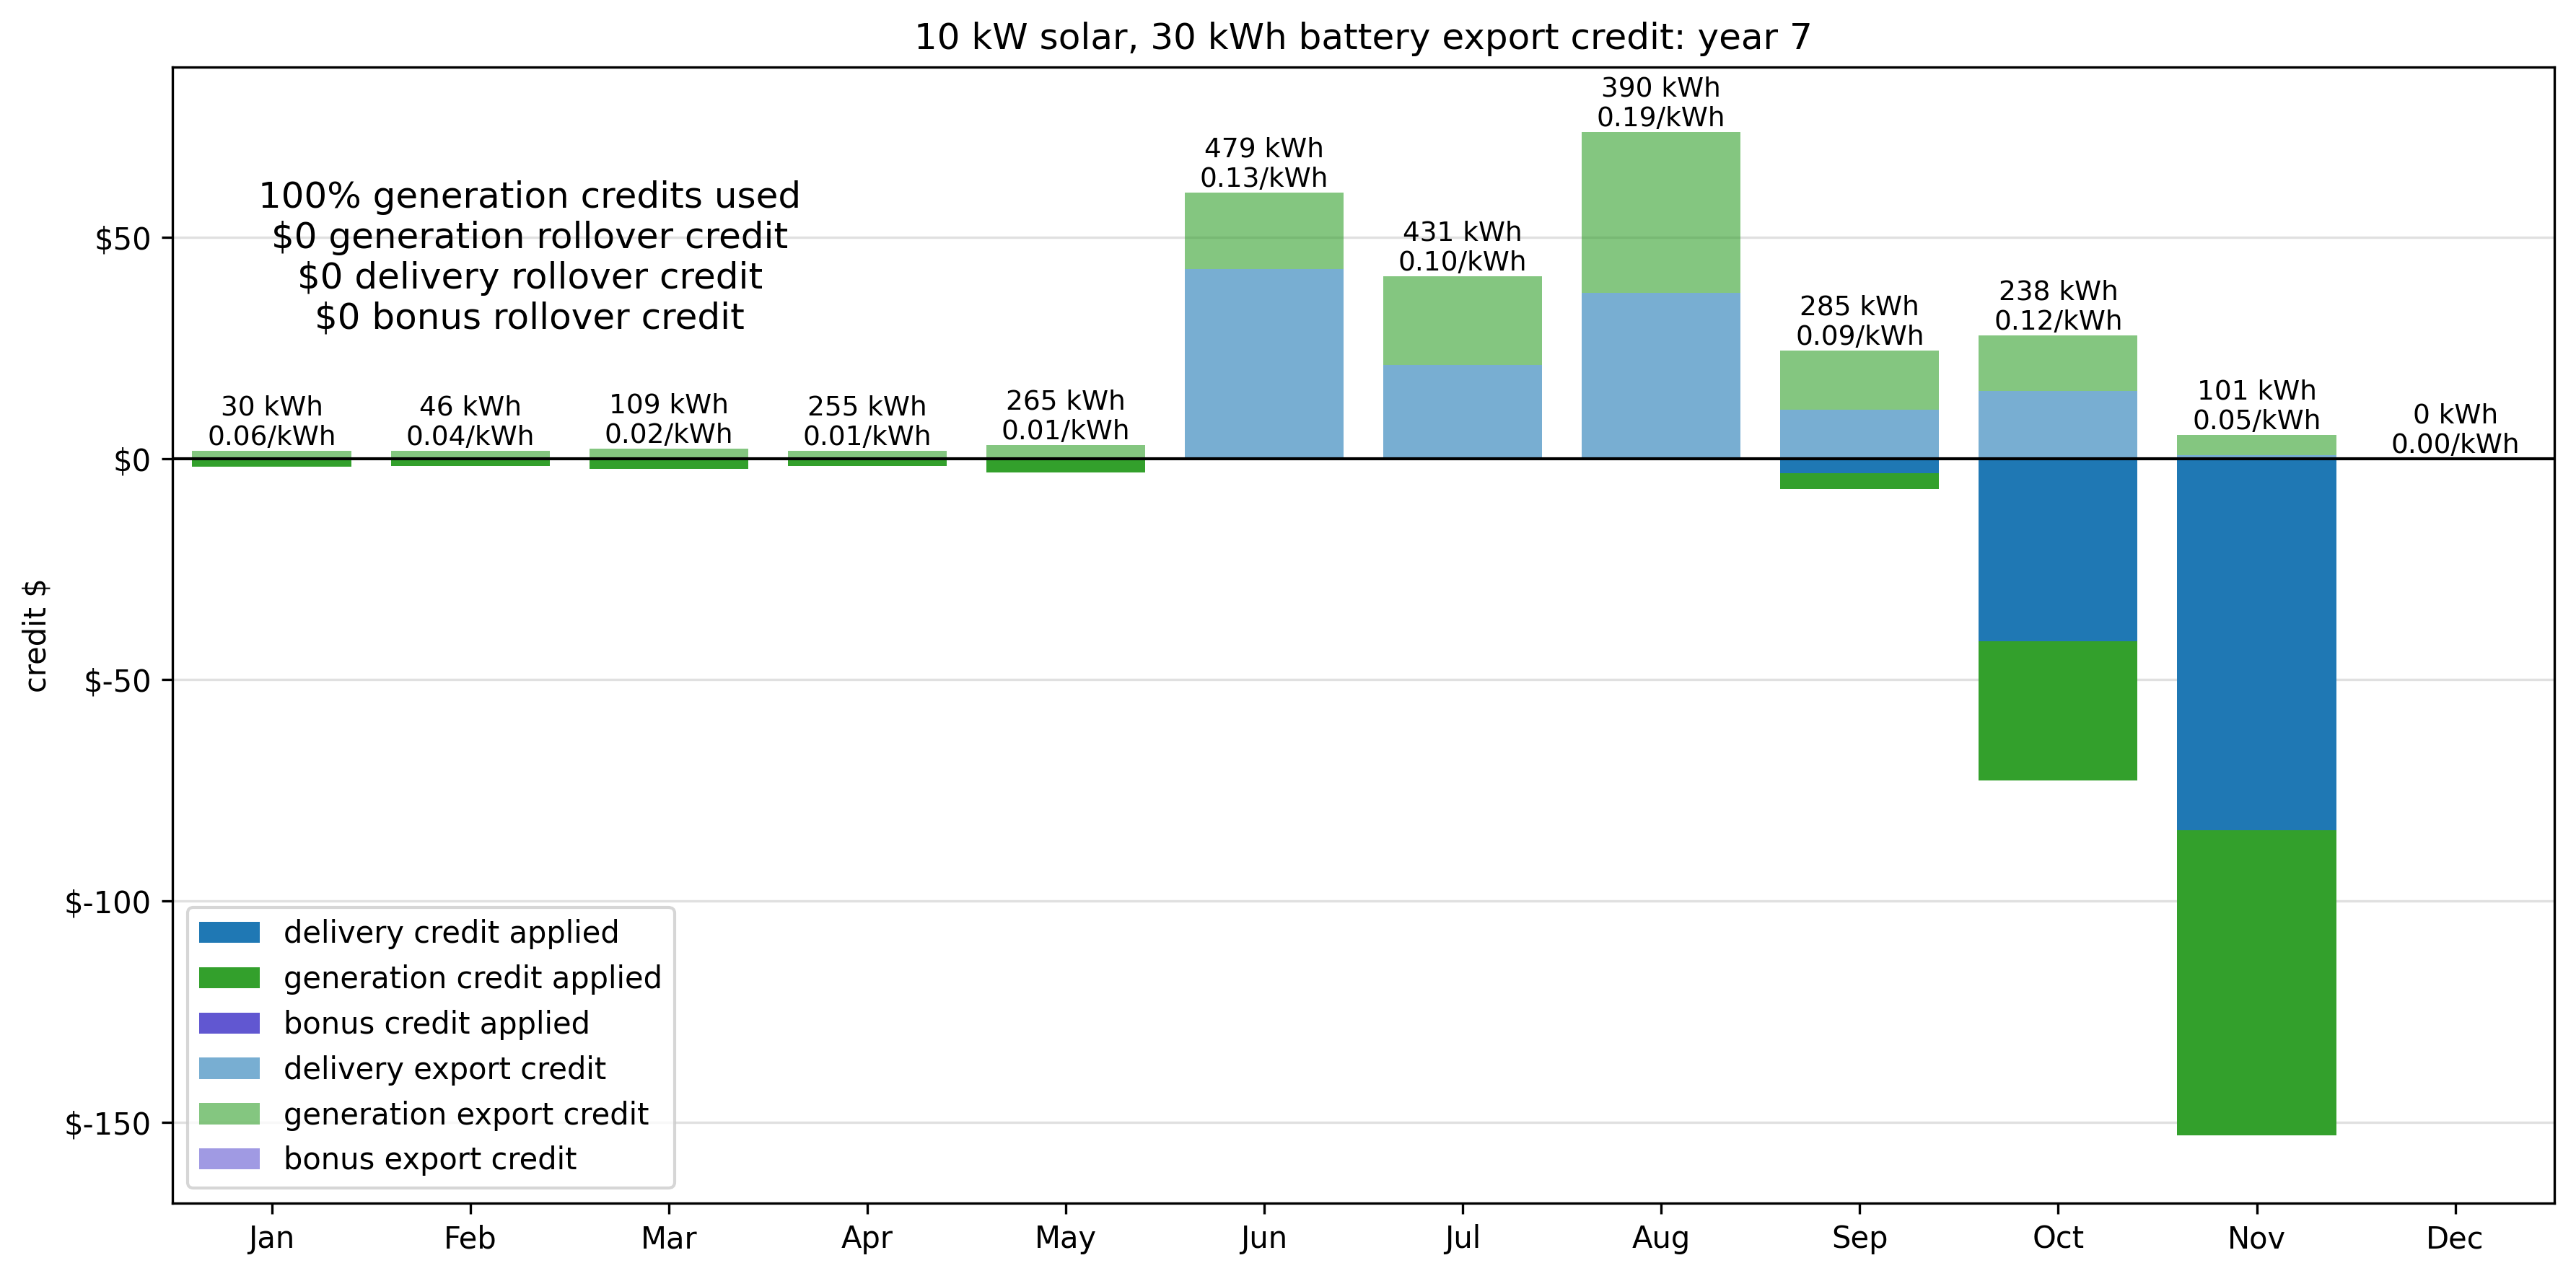 10 kW solar, 30 kWh battery export credit: year 7
100% generation credits used
$0 generation rollover credit
$0 delivery rollover credit
$0 bonus rollover credit
30 kWh
0.06/kWh
46 kWh
0.04/kWh
109 kWh
0.02/kWh
255 kWh
0.01/kWh
265 kWh
0.01/kWh
479 kWh
0.13/kWh
431 kWh
0.10/kWh
390 kWh
0.19/kWh
285 kWh
0.09/kWh
238 kWh
0.12/kWh
101 kWh
0.05/kWh
0 kWh
0.00/kWh
credit $
$50
$0
$-50
$-100
$-150
delivery credit applied
generation credit applied
bonus credit applied
delivery export credit
generation export credit
bonus export credit
Jan
Feb
Mar
Apr
May
Jun
Jul
Aug
Sep
Oct
Nov
Dec